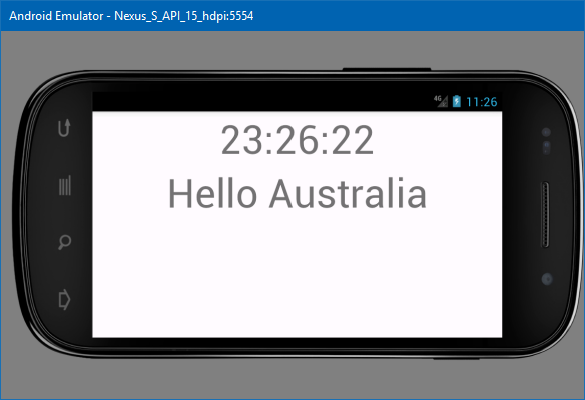 Android Emulator - Nexus_S_API_15_hdpi:5554
4G 11:26
23:26:22
Hello Australia